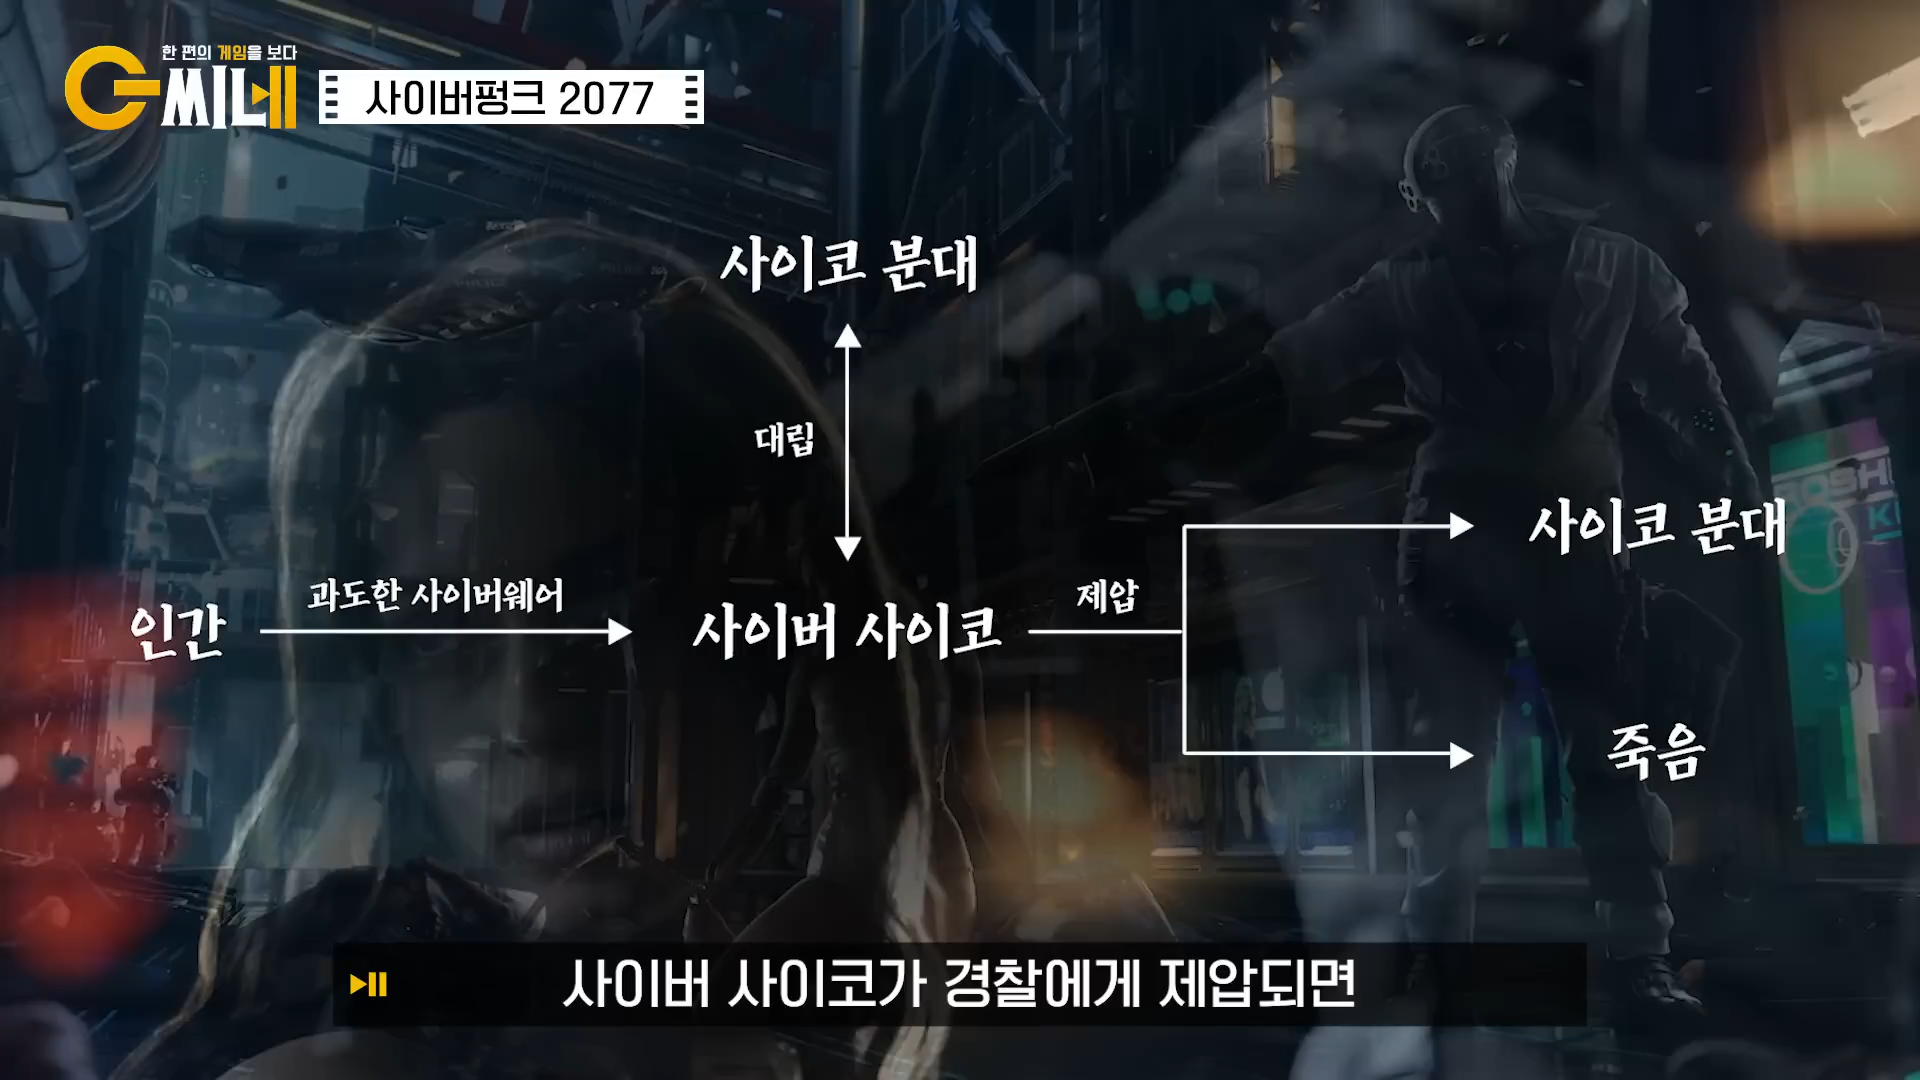 한 편의 게임을 보다
G씨네
사이버펑크 2077
사이코 분대
대립
사이코 분대
과도한 사이버웨어
제압
인간
사이버 사이코
죽음
사이버 사이코가 경찰에게 제압되면